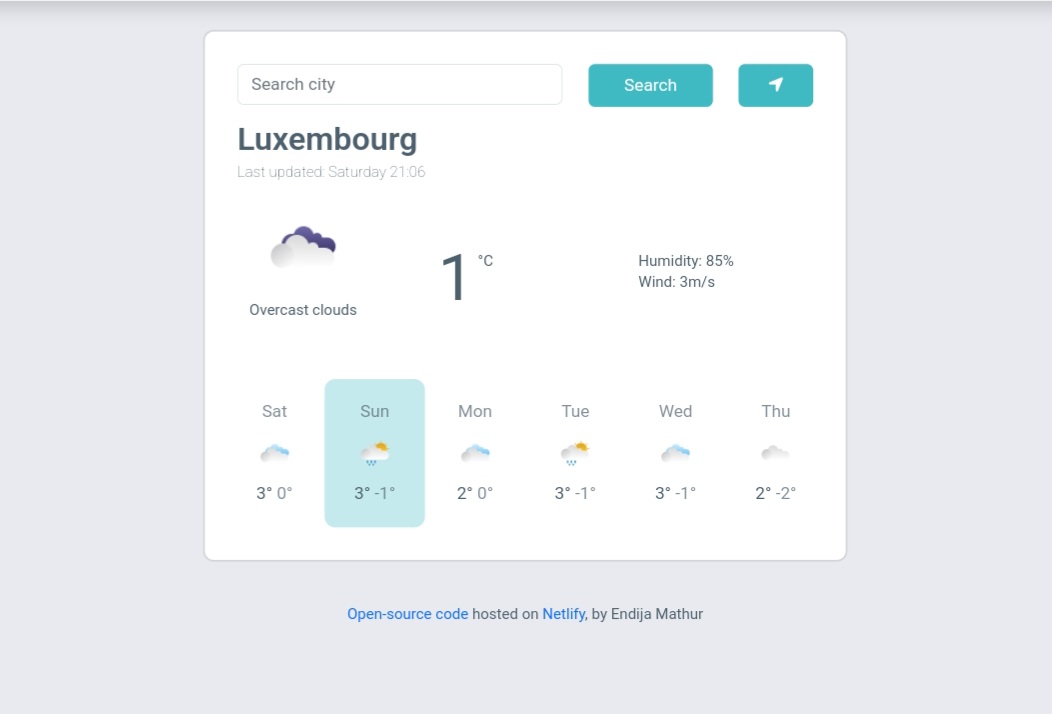 Search city Search
Luxembourg
Last updated: Saturday 21:06
1 °C
Humidity: 85%
Wind: 3m/s
Overcast clouds
Sat Sun Mon Tue Wed Thu
3° 0° 3° -1° 2° 0° 3° -1° 3° -1° 2° -2°
Open-source code hosted on Netlify, by Endija Mathur